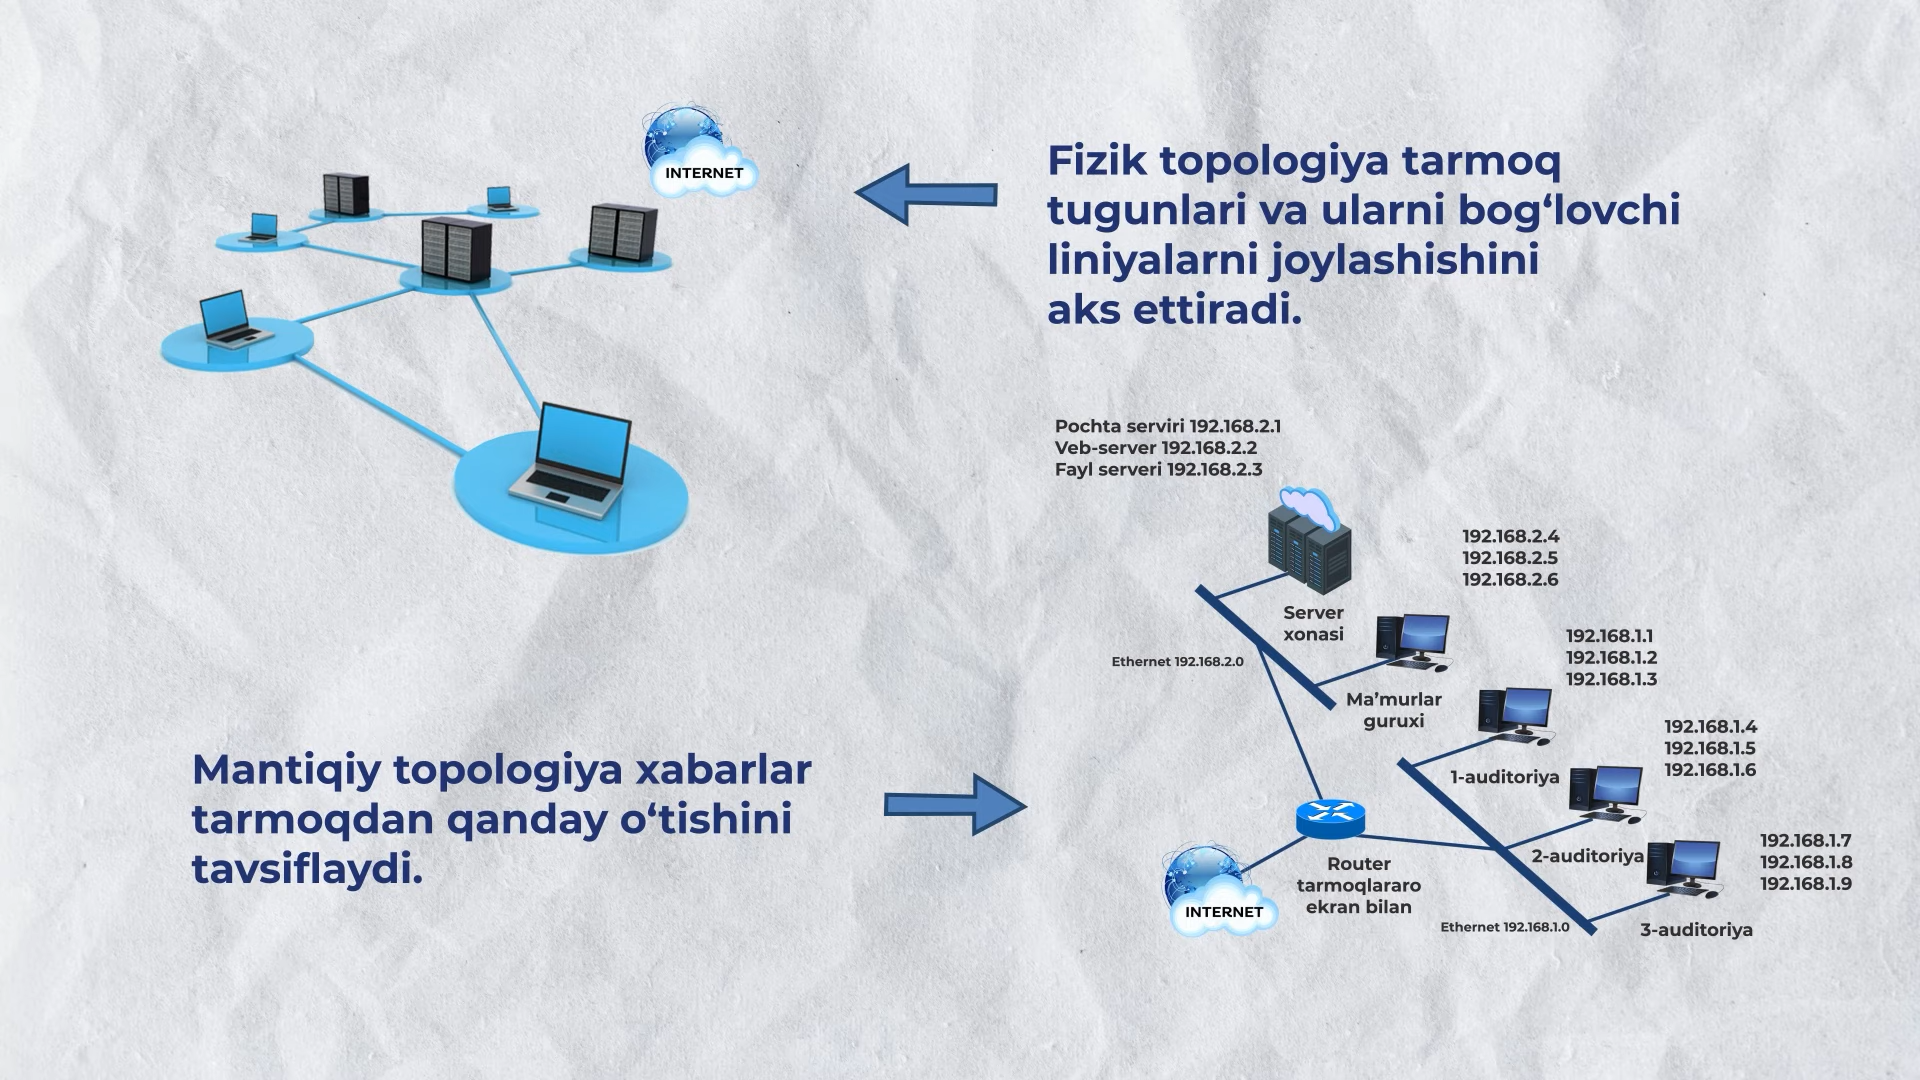 INTERNET
Fizik topologiya tarmoq
tugunlari va ularni bog‘lovchi
liniyalarni joylashishini
aks ettiradi.
Pochta serviri 192.168.2.1
Veb-server 192.168.2.2
Fayl serveri 192.168.2.3
192.168.2.4
192.168.2.5
192.168.2.6
Server
xonasi
Ethernet 192.168.2.0
192.168.1.1
192.168.1.2
192.168.1.3
Ma’murlar
guruxi
192.168.1.4
192.168.1.5
192.168.1.6
1-auditoriya
Mantiqiy topologiya xabarlar
tarmoqdan qanday o‘tishini
tavsiflaydi.
2-auditoriya
192.168.1.7
192.168.1.8
192.168.1.9
Router
tarmoqlararo
ekran bilan
INTERNET
Ethernet 192.168.1.0
3-auditoriya